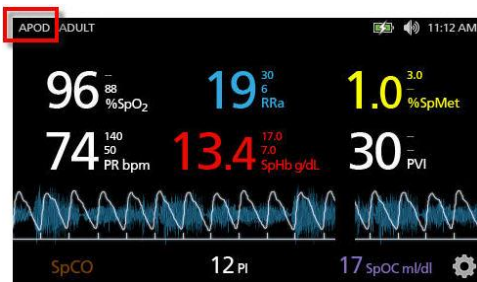 APOD ADULT 11:12 AM
96 – 88 %SpO₂ 19 30 6 RRa 1.0 3.0 – %SpMet
74 140 50 PR bpm 13.4 17.0 7.0 SpHb g/dL 30 – – PVI
SpCO 12 PI 17 SpOC ml/dl